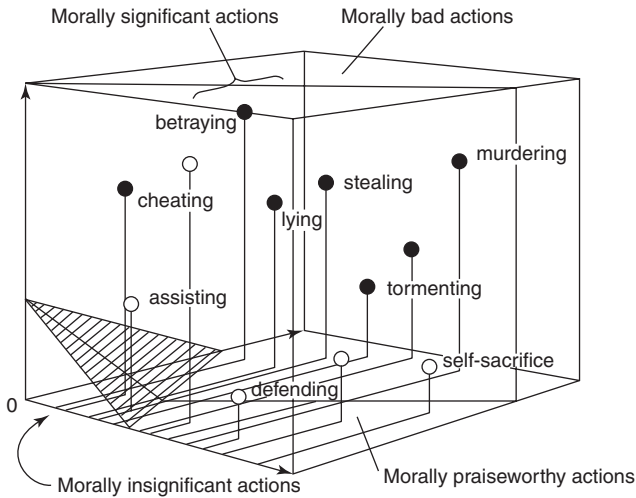 Morally significant actions
Morally bad actions
betraying
murdering
cheating
stealing
lying
assisting
tormenting
self-sacrifice
defending
0
Morally insignificant actions
Morally praiseworthy actions